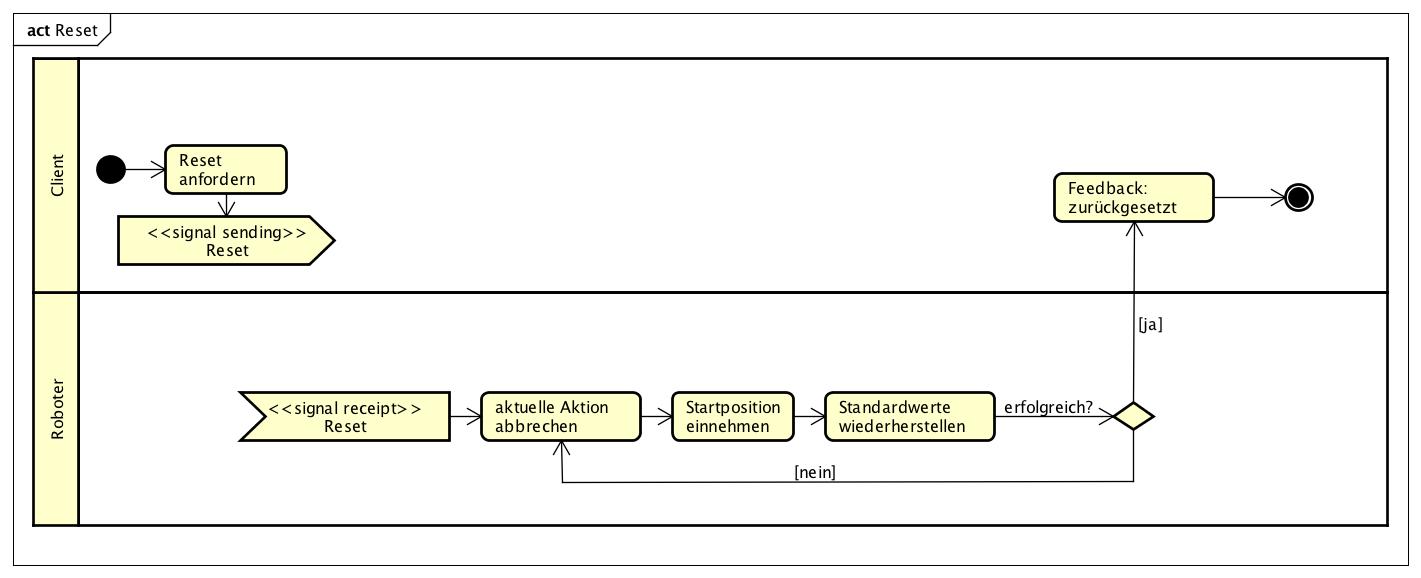 act Reset
Client
Reset
anfordern
<<signal sending>>
Reset
Feedback:
zurückgesetzt
[ja]
Roboter
<<signal receipt>>
Reset
aktuelle Aktion
abbrechen
Startposition
einnehmen
Standardwerte
wiederherstellen
erfolgreich?
[nein]